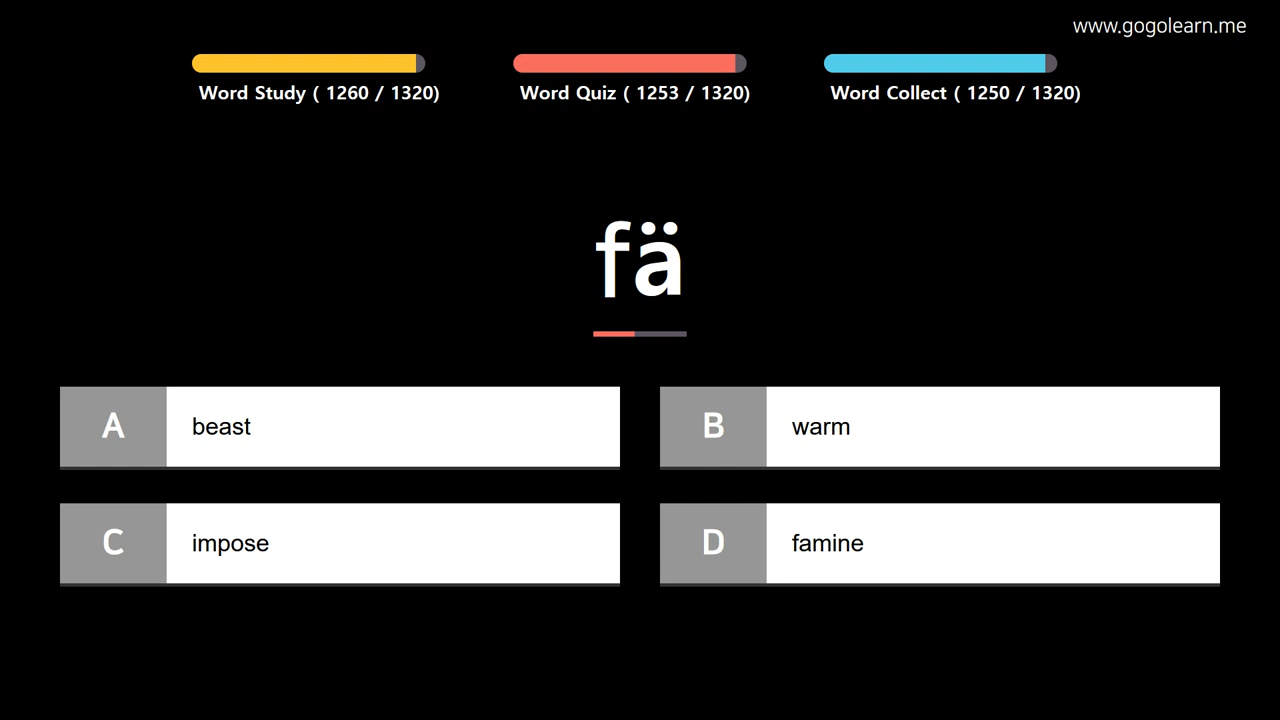 www.gogolearn.me
Word Study ( 1260 / 1320)
Word Quiz ( 1253 / 1320)
Word Collect ( 1250 / 1320)
fä
A beast
B warm
C impose
D famine